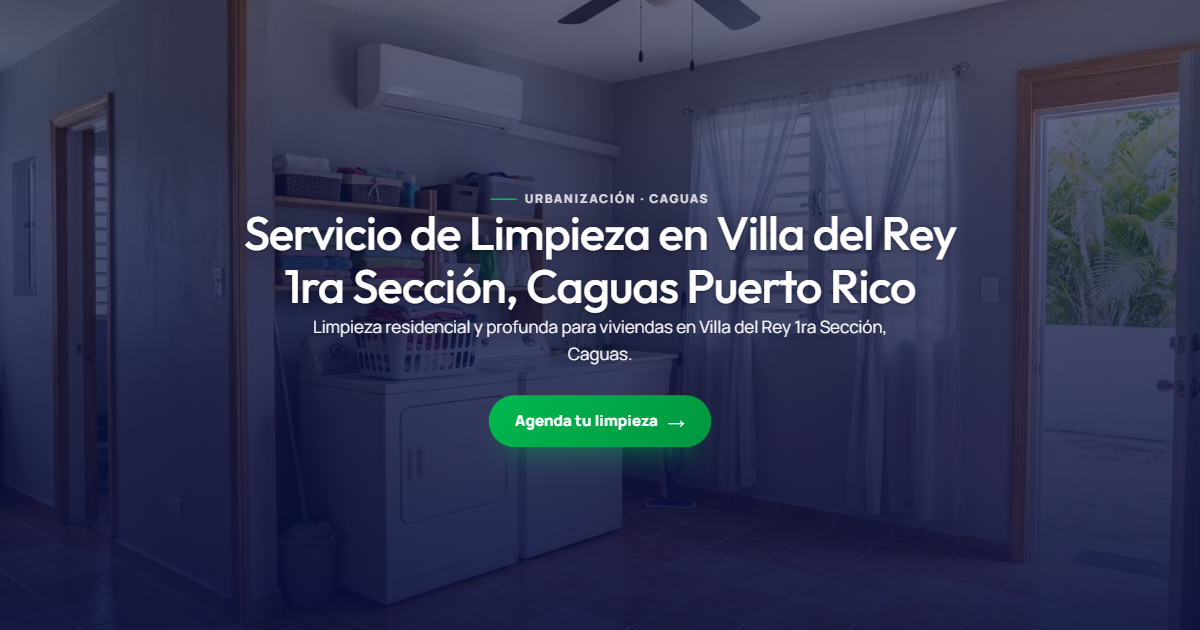 URBANIZACIÓN · CAGUAS
Servicio de Limpieza en Villa del Rey
1ra Sección, Caguas Puerto Rico
Limpieza residencial y profunda para viviendas en Villa del Rey 1ra Sección,
Caguas.
Agenda tu limpieza →